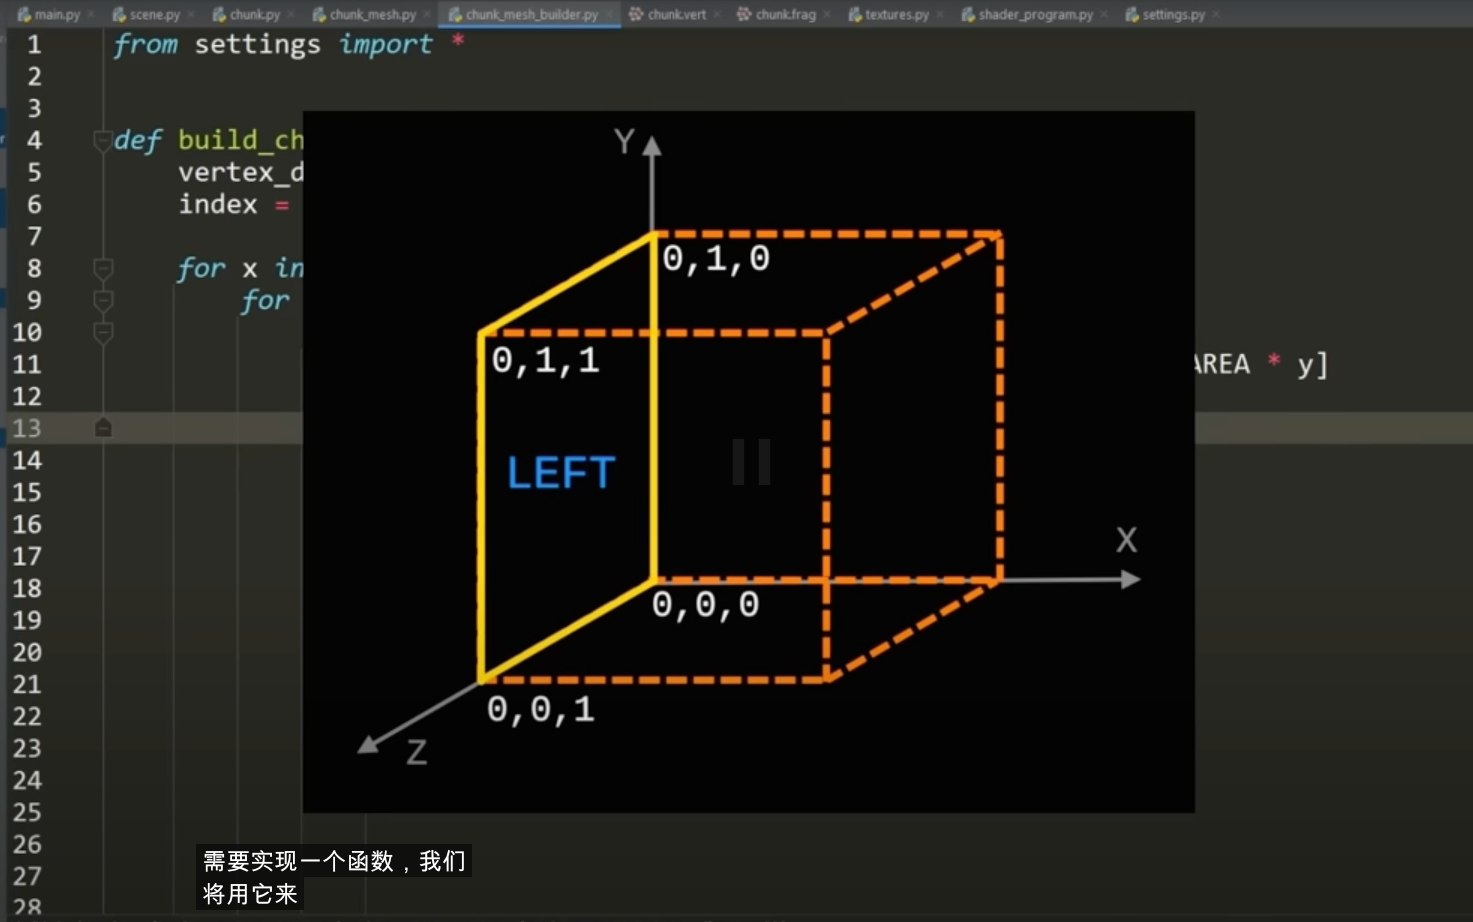 main.py scene.py chunk.py chunk_mesh.py chunk_mesh_builder.py chunk.vert chunk.frag textures.py shader_program.py settings.py
1 from settings import *
2
3
4 def build_ch
5 vertex_d
6 index =
7
8 for x in
9 for
10
11 AREA * y]
12
13
14
15
16
17
18
19
20
21
22
23
24
25
26
27
28
Y
0,1,0
0,1,1
LEFT
X
0,0,0
0,0,1
Z
需要实现一个函数，我们
将用它来